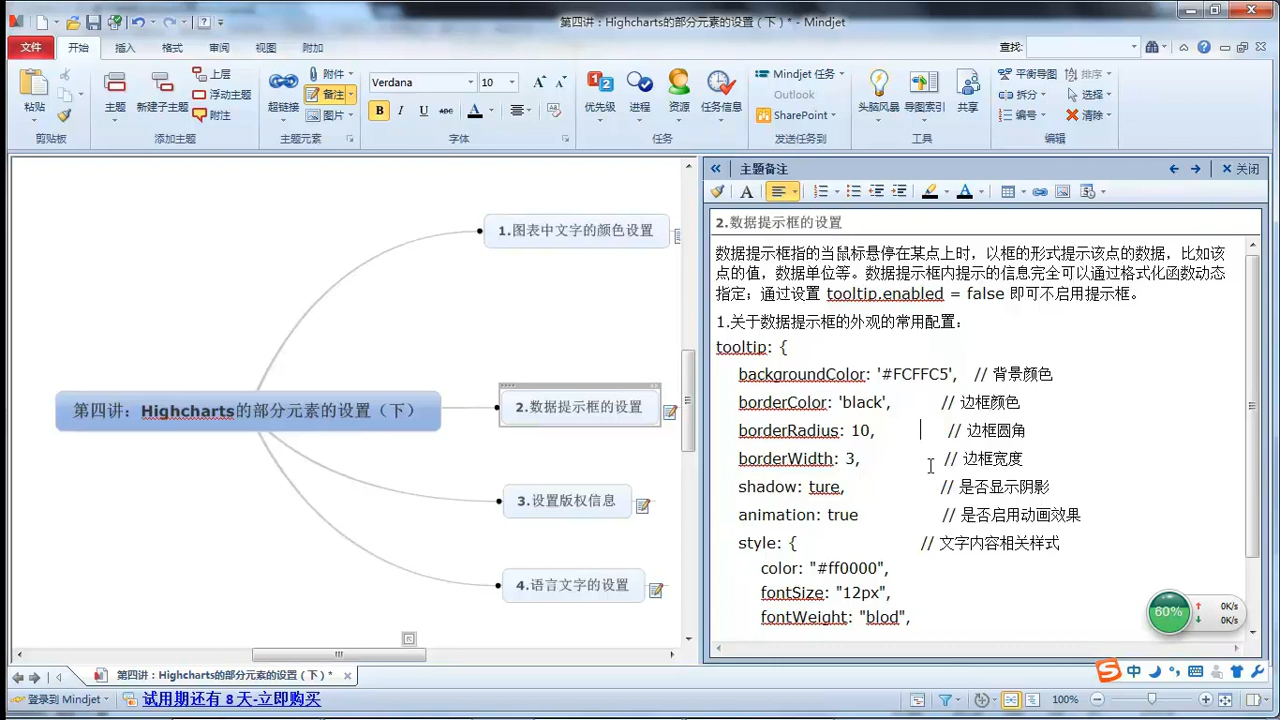 第四讲：Highcharts的部分元素的设置（下）* - Mindjet
文件 开始 插入 格式 审阅 视图 附加 查找:
粘贴
剪贴板
主题 新建子主题
上层
浮动主题
附注
添加主题
超链接
附件
备注
图片
主题元素
Verdana 10
B I U abc A
字体
优先级 进程 资源 任务信息
任务
Mindjet 任务
Outlook
SharePoint
发送任务到
头脑风暴 导图索引 共享
工具
平衡导图 排序
拆分 选择
编号 清除
编辑
第四讲：Highcharts的部分元素的设置（下）
1.图表中文字的颜色设置
2.数据提示框的设置
3.设置版权信息
4.语言文字的设置
主题备注 关闭
2.数据提示框的设置
数据提示框指的当鼠标悬停在某点上时，以框的形式提示该点的数据，比如该
点的值，数据单位等。数据提示框内提示的信息完全可以通过格式化函数动态
指定；通过设置 tooltip.enabled = false 即可不启用提示框。
1.关于数据提示框的外观的常用配置：
tooltip: {
backgroundColor: '#FCFFC5', // 背景颜色
borderColor: 'black', // 边框颜色
borderRadius: 10, // 边框圆角
borderWidth: 3, // 边框宽度
shadow: ture, // 是否显示阴影
animation: true // 是否启用动画效果
style: { // 文字内容相关样式
color: "#ff0000",
fontSize: "12px",
fontWeight: "blod",
60% 0K/s
0K/s
第四讲：Highcharts的部分元素的设置（下）*
中
登录到 Mindjet 试用期还有 8 天-立即购买 100%